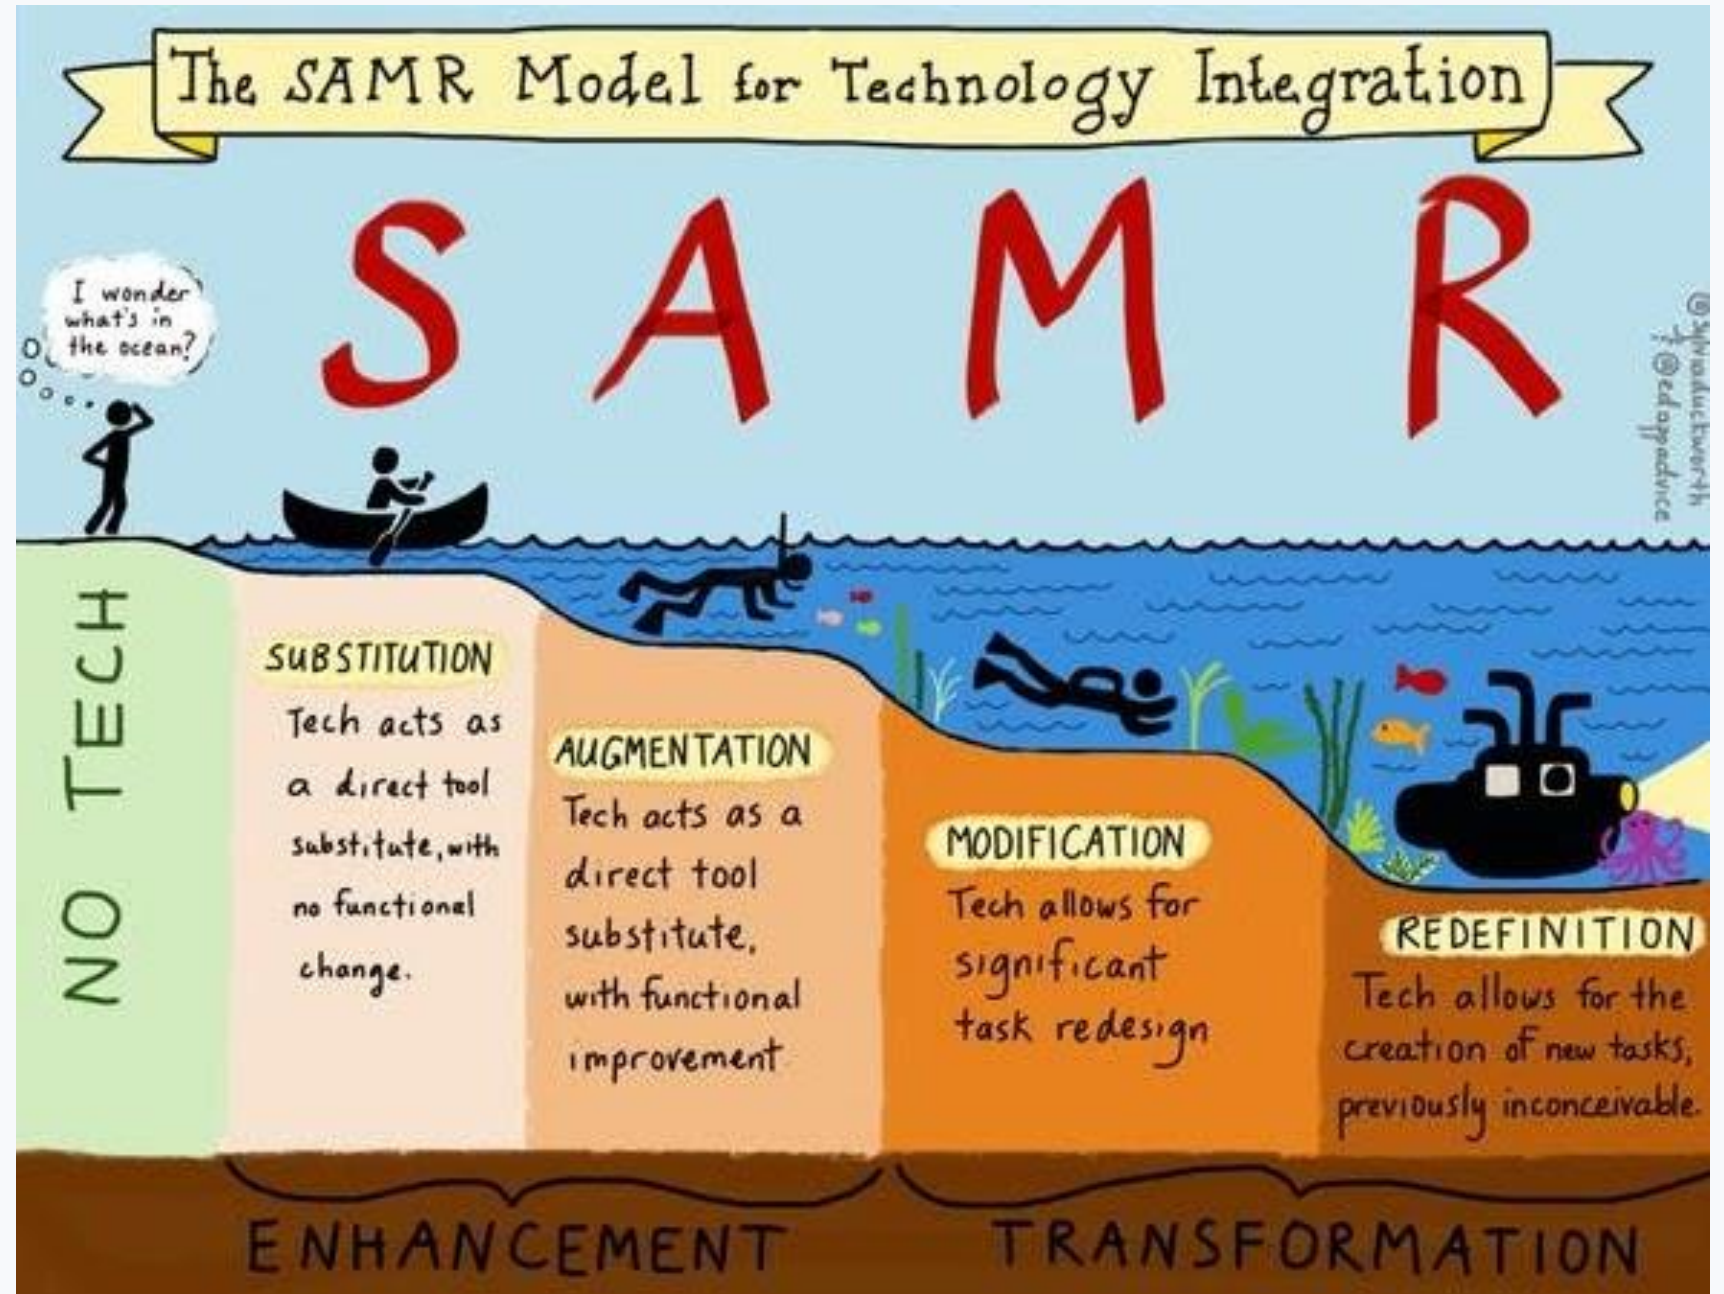 The SAMR Model for Technology Integration
S A M R
I wonder
what's in
the ocean?
@sylviaduckworth
@edappadvice
NO TECH
SUBSTITUTION
Tech acts as
a direct tool
substitute, with
no functional
change.
AUGMENTATION
Tech acts as a
direct tool
substitute,
with functional
improvement
MODIFICATION
Tech allows for
significant
task redesign
REDEFINITION
Tech allows for the
creation of new tasks,
previously inconceivable.
ENHANCEMENT
TRANSFORMATION